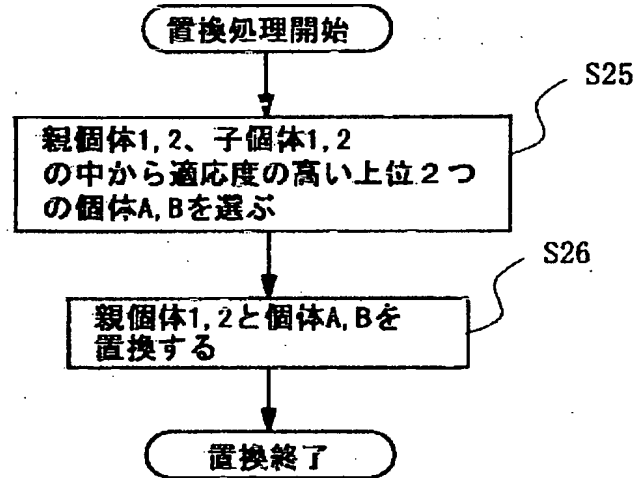 置換処理開始
S25
親個体1,2、子個体1,2
の中から適応度の高い上位２つ
の個体A,Bを選ぶ
S26
親個体1,2と個体A,Bを
置換する
置換終了